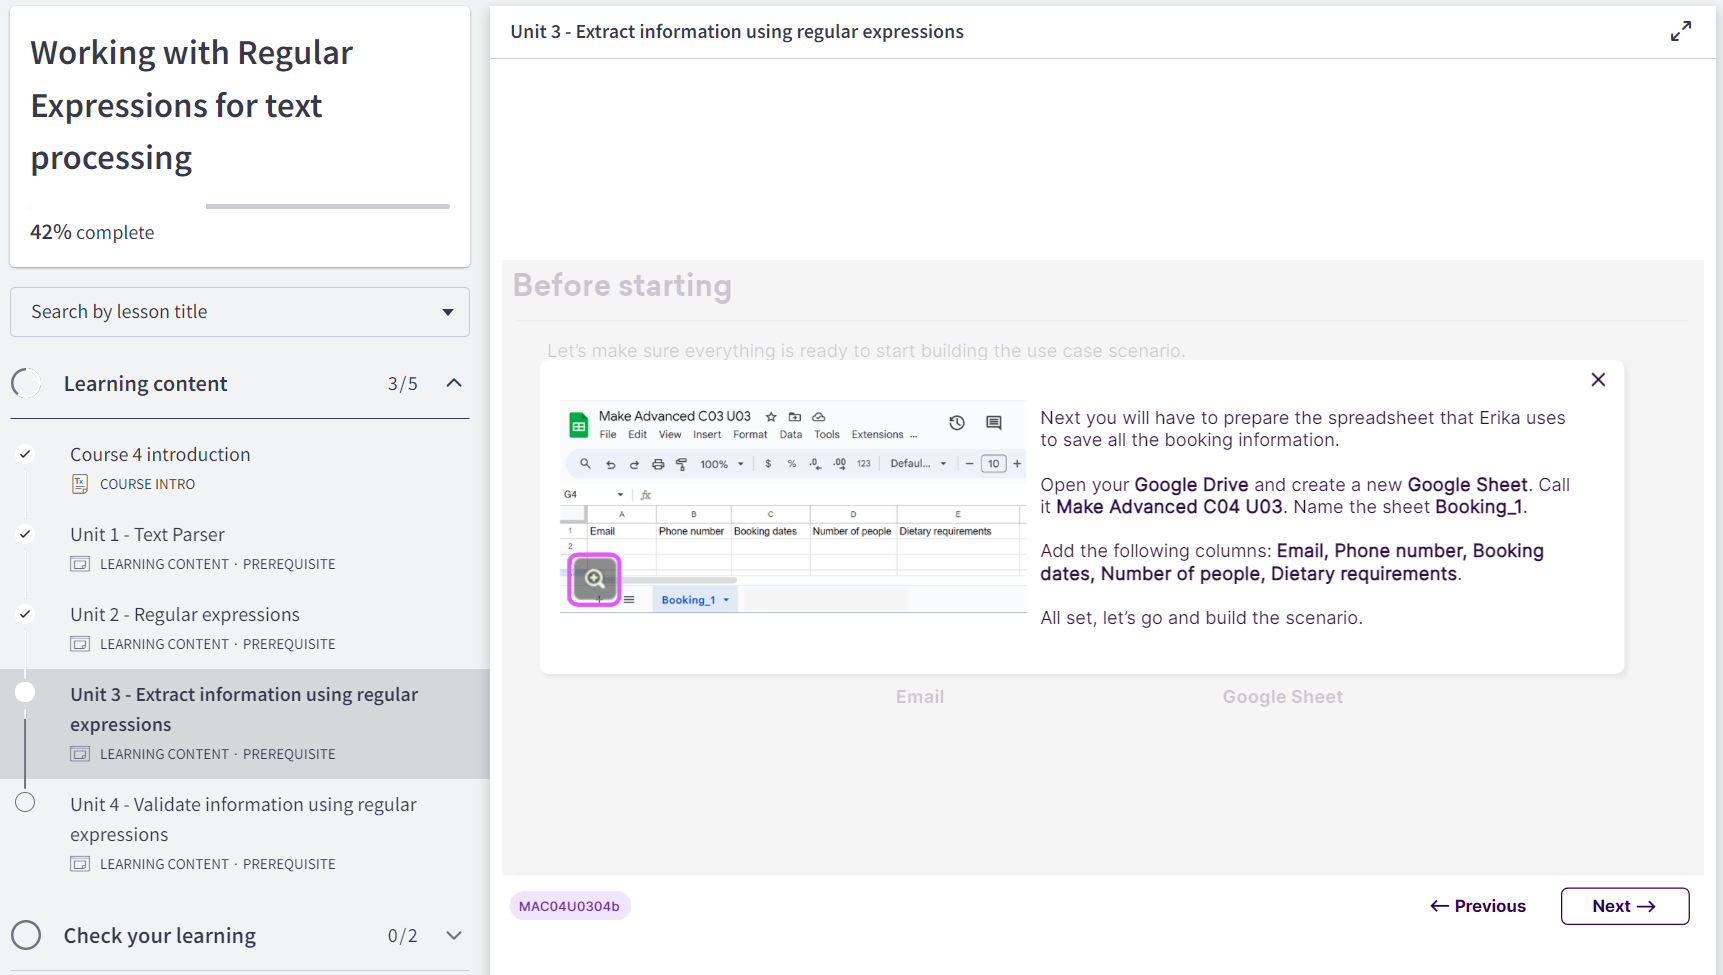 Working with Regular
Expressions for text
processing
42% complete
Search by lesson title
Learning content 3/5
Course 4 introduction
COURSE INTRO
Unit 1 - Text Parser
LEARNING CONTENT · PREREQUISITE
Unit 2 - Regular expressions
LEARNING CONTENT · PREREQUISITE
Unit 3 - Extract information using regular
expressions
LEARNING CONTENT · PREREQUISITE
Unit 4 - Validate information using regular
expressions
LEARNING CONTENT · PREREQUISITE
Check your learning 0/2
Unit 3 - Extract information using regular expressions
Before starting
Let's make sure everything is ready to start building the use case scenario.
Make Advanced C03 U03
File Edit View Insert Format Data Tools Extensions ...
100% $ % .0 .00 123 Defaul... − 10 +
G4 fx
A B C D E
1 Email Phone number Booking dates Number of people Dietary requirements
2
+ Booking_1
Next you will have to prepare the spreadsheet that Erika uses
to save all the booking information.
Open your Google Drive and create a new Google Sheet. Call
it Make Advanced C04 U03. Name the sheet Booking_1.
Add the following columns: Email, Phone number, Booking
dates, Number of people, Dietary requirements.
All set, let's go and build the scenario.
Email Google Sheet
MAC04U0304b
← Previous Next →